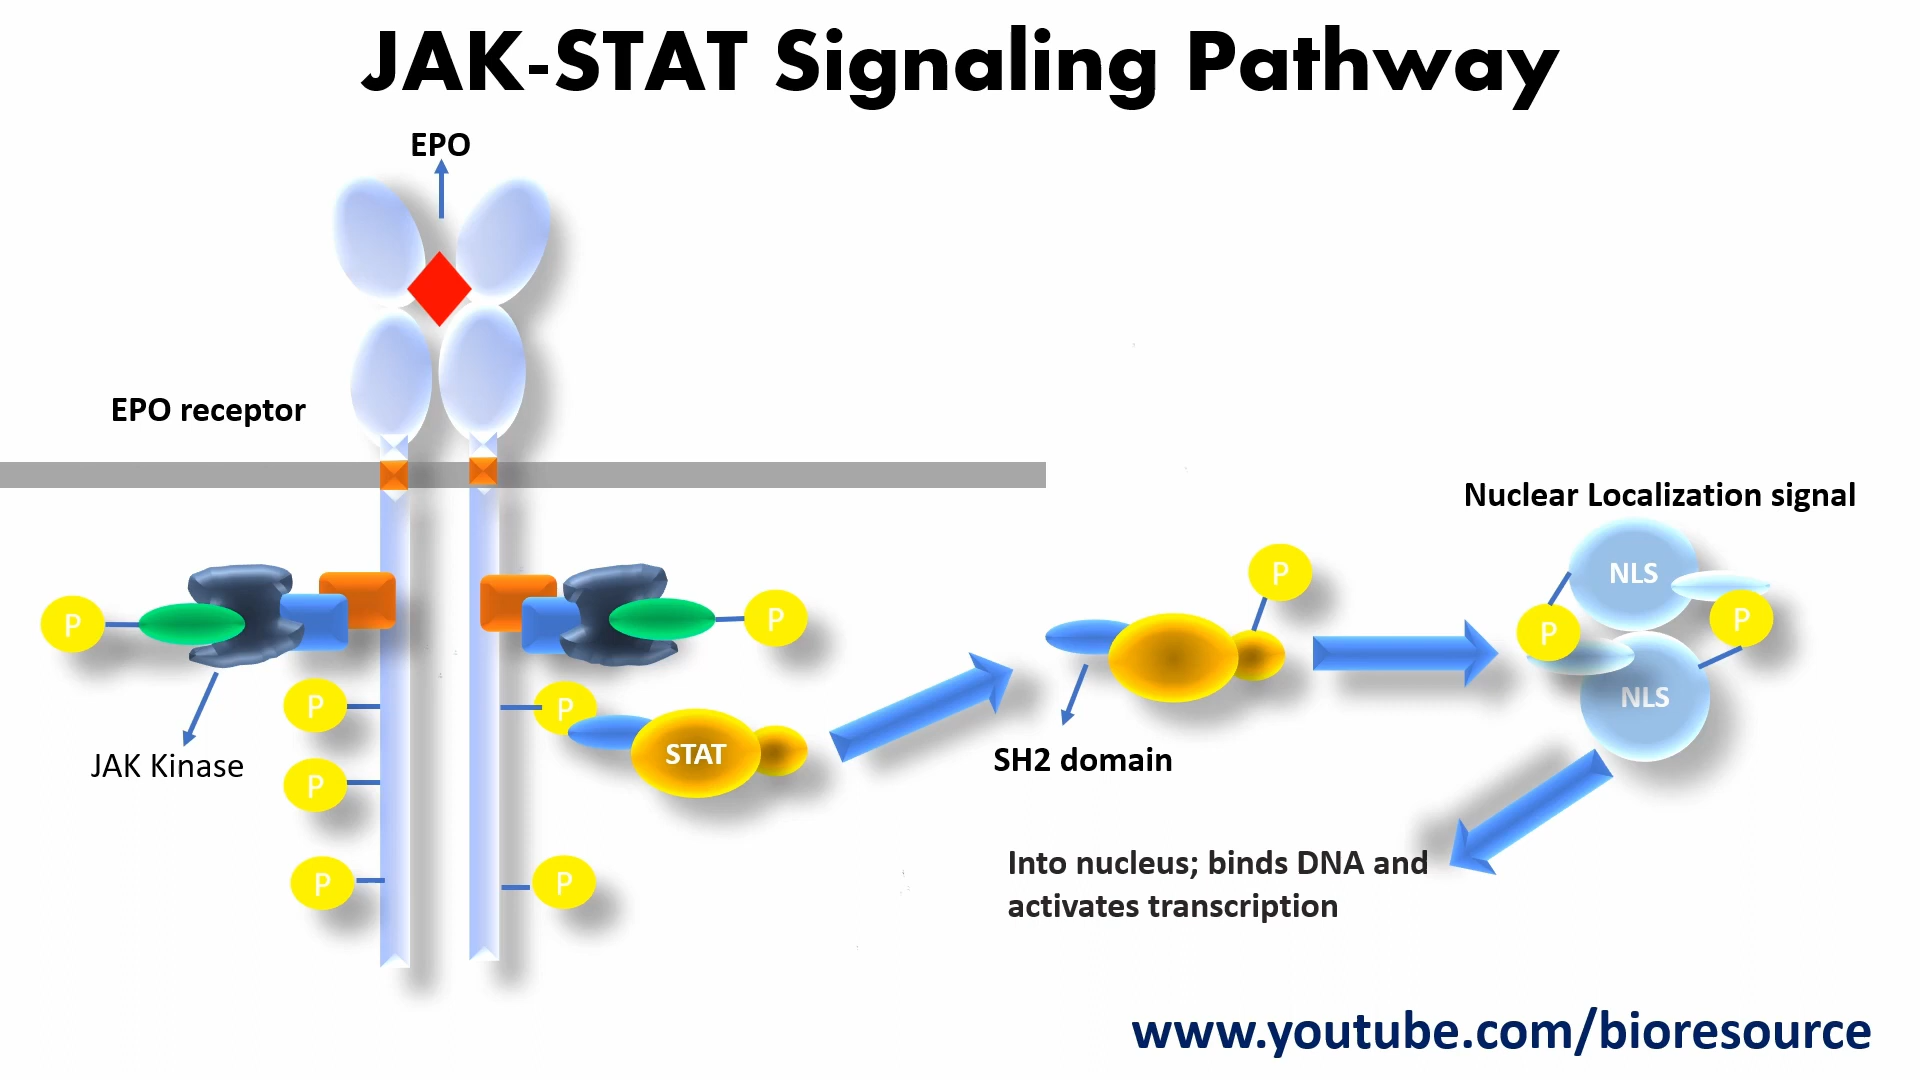 JAK-STAT Signaling Pathway
EPO
EPO receptor
Nuclear Localization signal
P
P
P
NLS
P
P
P
NLS
P
P
STAT
JAK Kinase
SH2 domain
P
P
P
Into nucleus; binds DNA and
activates transcription
www.youtube.com/bioresource